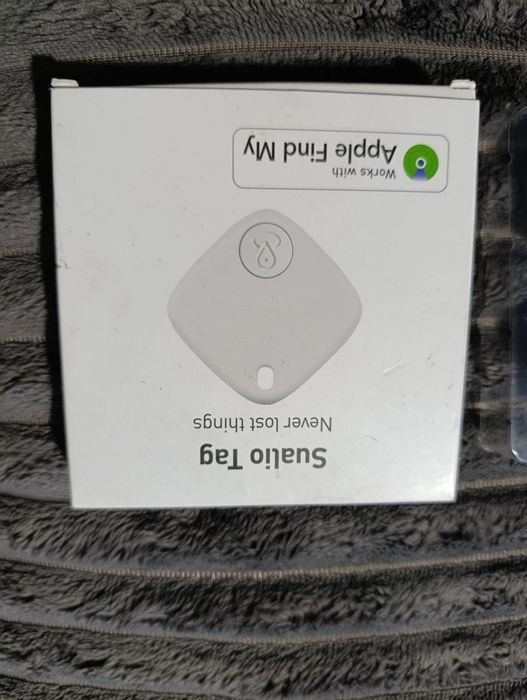 Sualio Tag
Never lost things
Works with
Apple Find My